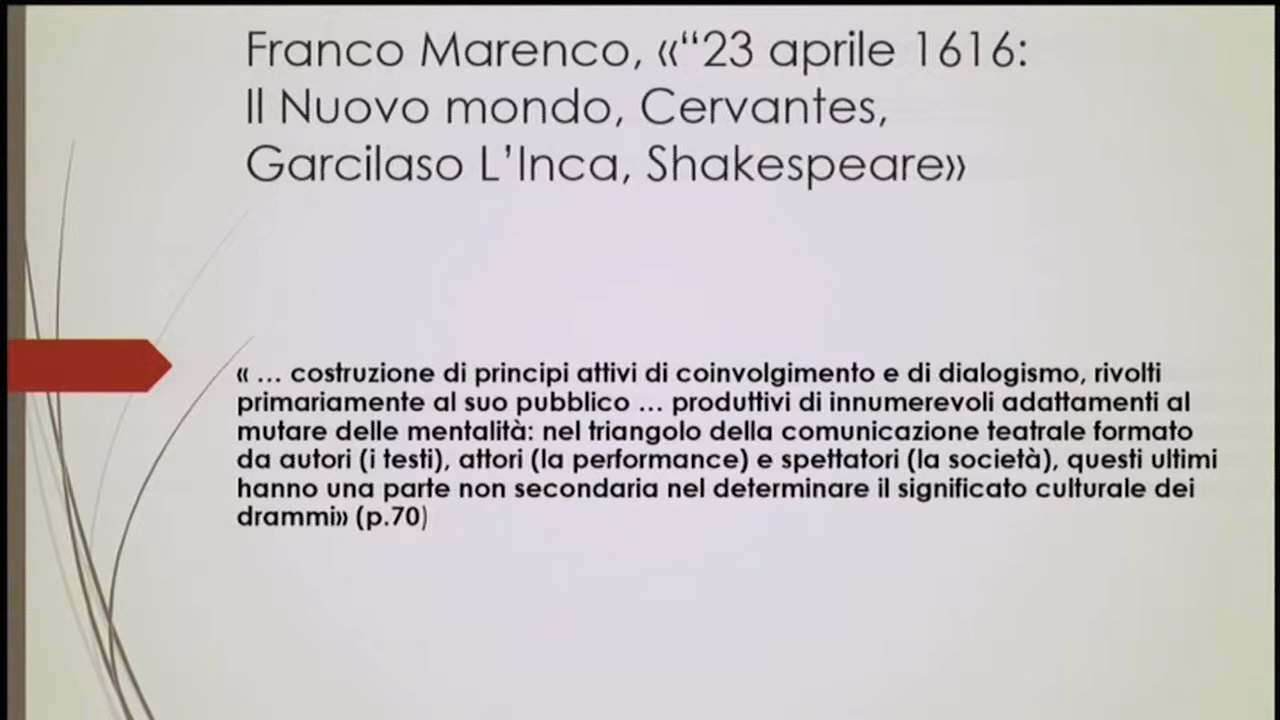 Franco Marenco, «“23 aprile 1616:
Il Nuovo mondo, Cervantes,
Garcilaso L’Inca, Shakespeare»
« … costruzione di principi attivi di coinvolgimento e di dialogismo, rivolti
primariamente al suo pubblico … produttivi di innumerevoli adattamenti al
mutare delle mentalità: nel triangolo della comunicazione teatrale formato
da autori (i testi), attori (la performance) e spettatori (la società), questi ultimi
hanno una parte non secondaria nel determinare il significato culturale dei
drammi» (p.70)